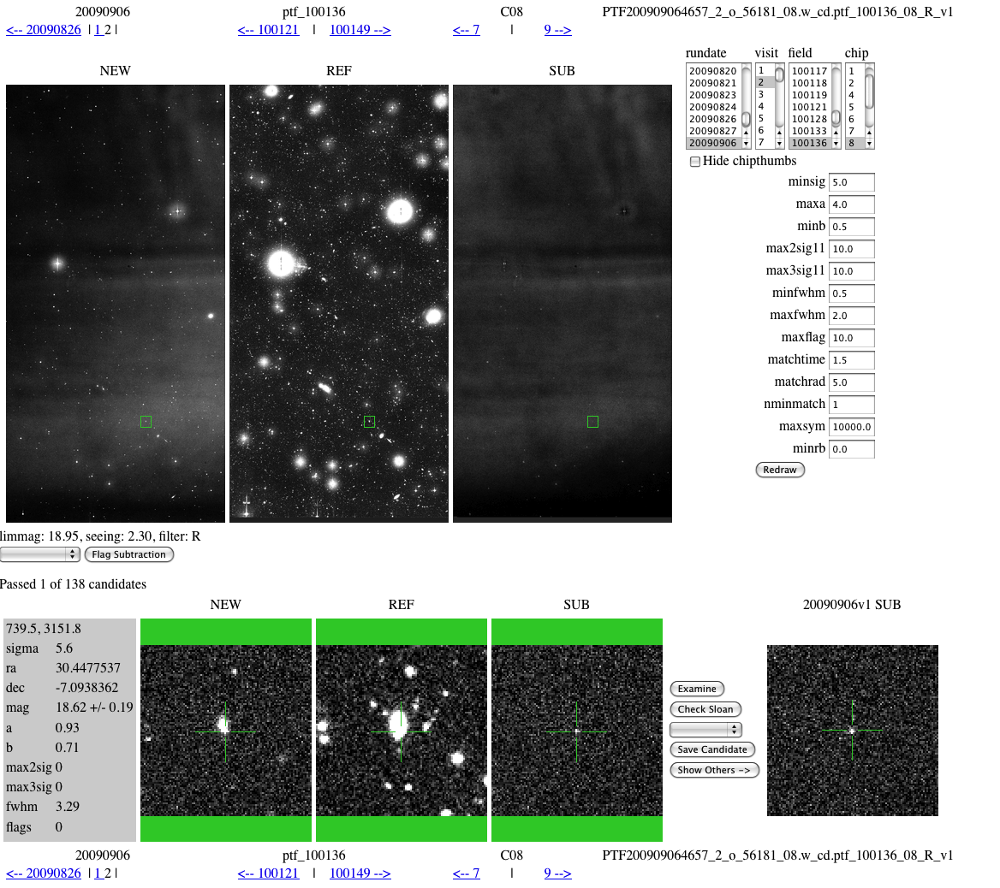 20090906 ptf_100136 C08 PTF200909064657_2_o_56181_08.w_cd.ptf_100136_08_R_v1
<-- 20090826 | 1 2 | <-- 100121 | 100149 --> <-- 7 | 9 -->
NEW REF SUB
rundate visit field chip
20090820 1 100117 1
20090821 2 100118 2
20090823 3 100119 4
20090824 4 100121 5
20090826 5 100128 6
20090827 6 100133 7
20090906 7 100136 8
Hide chipthumbs
minsig 5.0
maxa 4.0
minb 0.5
max2sig11 10.0
max3sig11 10.0
minfwhm 0.5
maxfwhm 2.0
maxflag 10.0
matchtime 1.5
matchrad 5.0
nminmatch 1
maxsym 10000.0
minrb 0.0
Redraw
limmag: 18.95, seeing: 2.30, filter: R
Flag Subtraction
Passed 1 of 138 candidates
NEW REF SUB 20090906v1 SUB
739.5, 3151.8
sigma 5.6
ra 30.4477537
dec -7.0938362
mag 18.62 +/- 0.19
a 0.93
b 0.71
max2sig 0
max3sig 0
fwhm 3.29
flags 0
Examine
Check Sloan
Save Candidate
Show Others ->
20090906 ptf_100136 C08 PTF200909064657_2_o_56181_08.w_cd.ptf_100136_08_R_v1
<-- 20090826 | 1 2 | <-- 100121 | 100149 --> <-- 7 | 9 -->